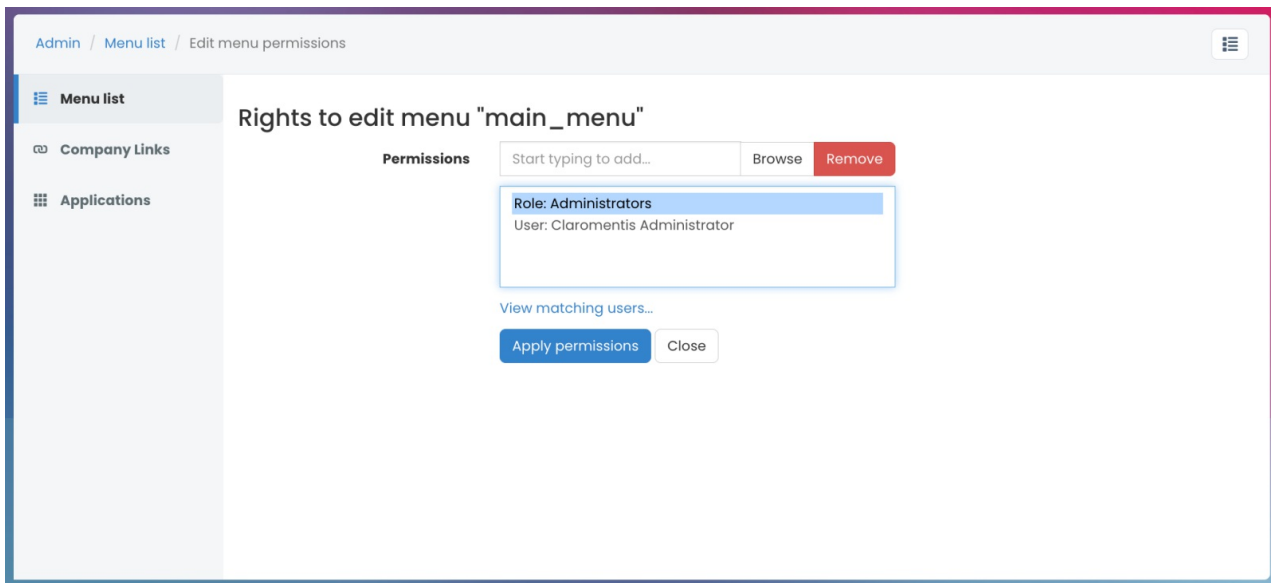 Admin / Menu list / Edit menu permissions
Menu list
Company Links
Applications
Rights to edit menu "main_menu"
Permissions Start typing to add... Browse Remove
Role: Administrators
User: Claromentis Administrator
View matching users...
Apply permissions Close